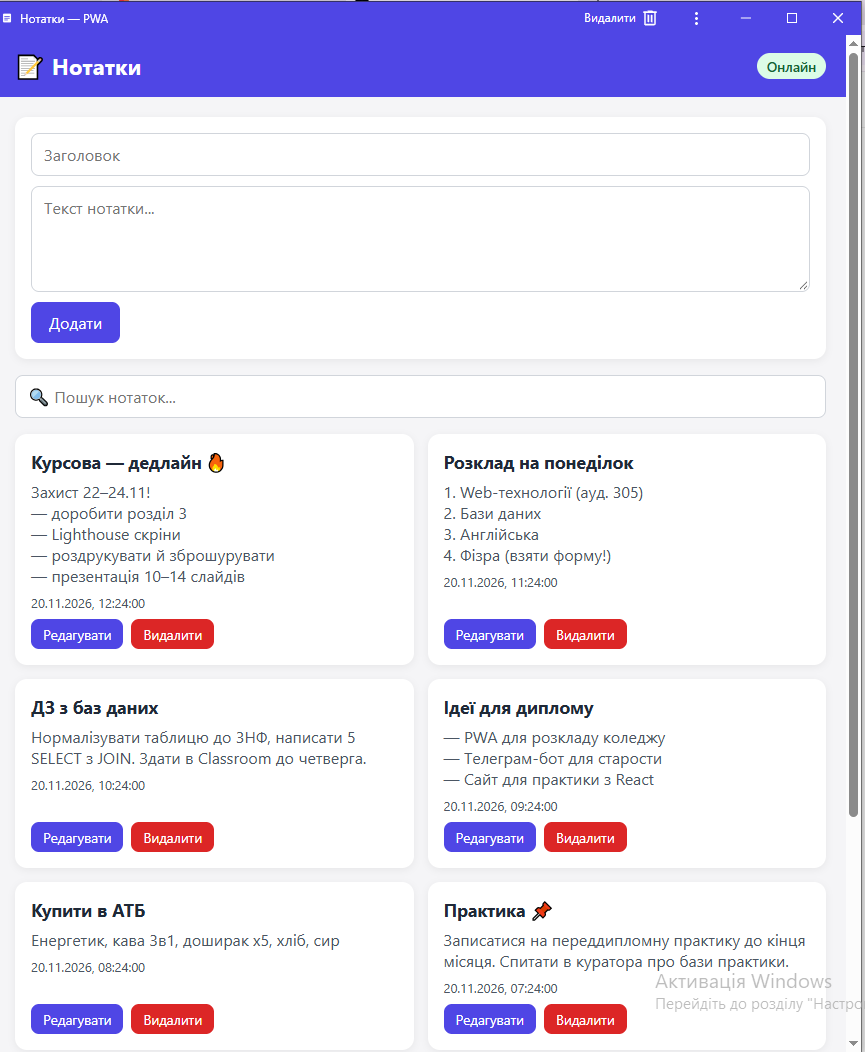 Нотатки — PWA
Видалити
Нотатки
Онлайн
Заголовок
Текст нотатки...
Додати
Пошук нотаток...
Курсова — дедлайн
Захист 22–24.11!
— доробити розділ 3
— Lighthouse скріни
— роздрукувати й зброшурувати
— презентація 10–14 слайдів
20.11.2026, 12:24:00
Редагувати Видалити
Розклад на понеділок
1. Web-технології (ауд. 305)
2. Бази даних
3. Англійська
4. Фізра (взяти форму!)
20.11.2026, 11:24:00
Редагувати Видалити
ДЗ з баз даних
Нормалізувати таблицю до 3НФ, написати 5
SELECT з JOIN. Здати в Classroom до четверга.
20.11.2026, 10:24:00
Редагувати Видалити
Ідеї для диплому
— PWA для розкладу коледжу
— Телеграм-бот для старости
— Сайт для практики з React
20.11.2026, 09:24:00
Редагувати Видалити
Купити в АТБ
Енергетик, кава 3в1, доширак x5, хліб, сир
20.11.2026, 08:24:00
Редагувати Видалити
Практика
Записатися на переддипломну практику до кінця
місяця. Спитати в куратора про бази практики.
20.11.2026, 07:24:00
Редагувати Видалити
Активація Windows
Перейдіть до розділу "Настро